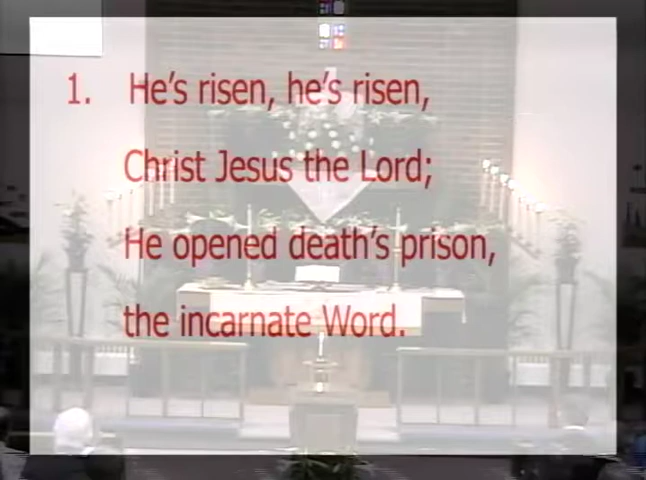 1. He's risen, he's risen,
Christ Jesus the Lord;
He opened death's prison,
the incarnate Word.